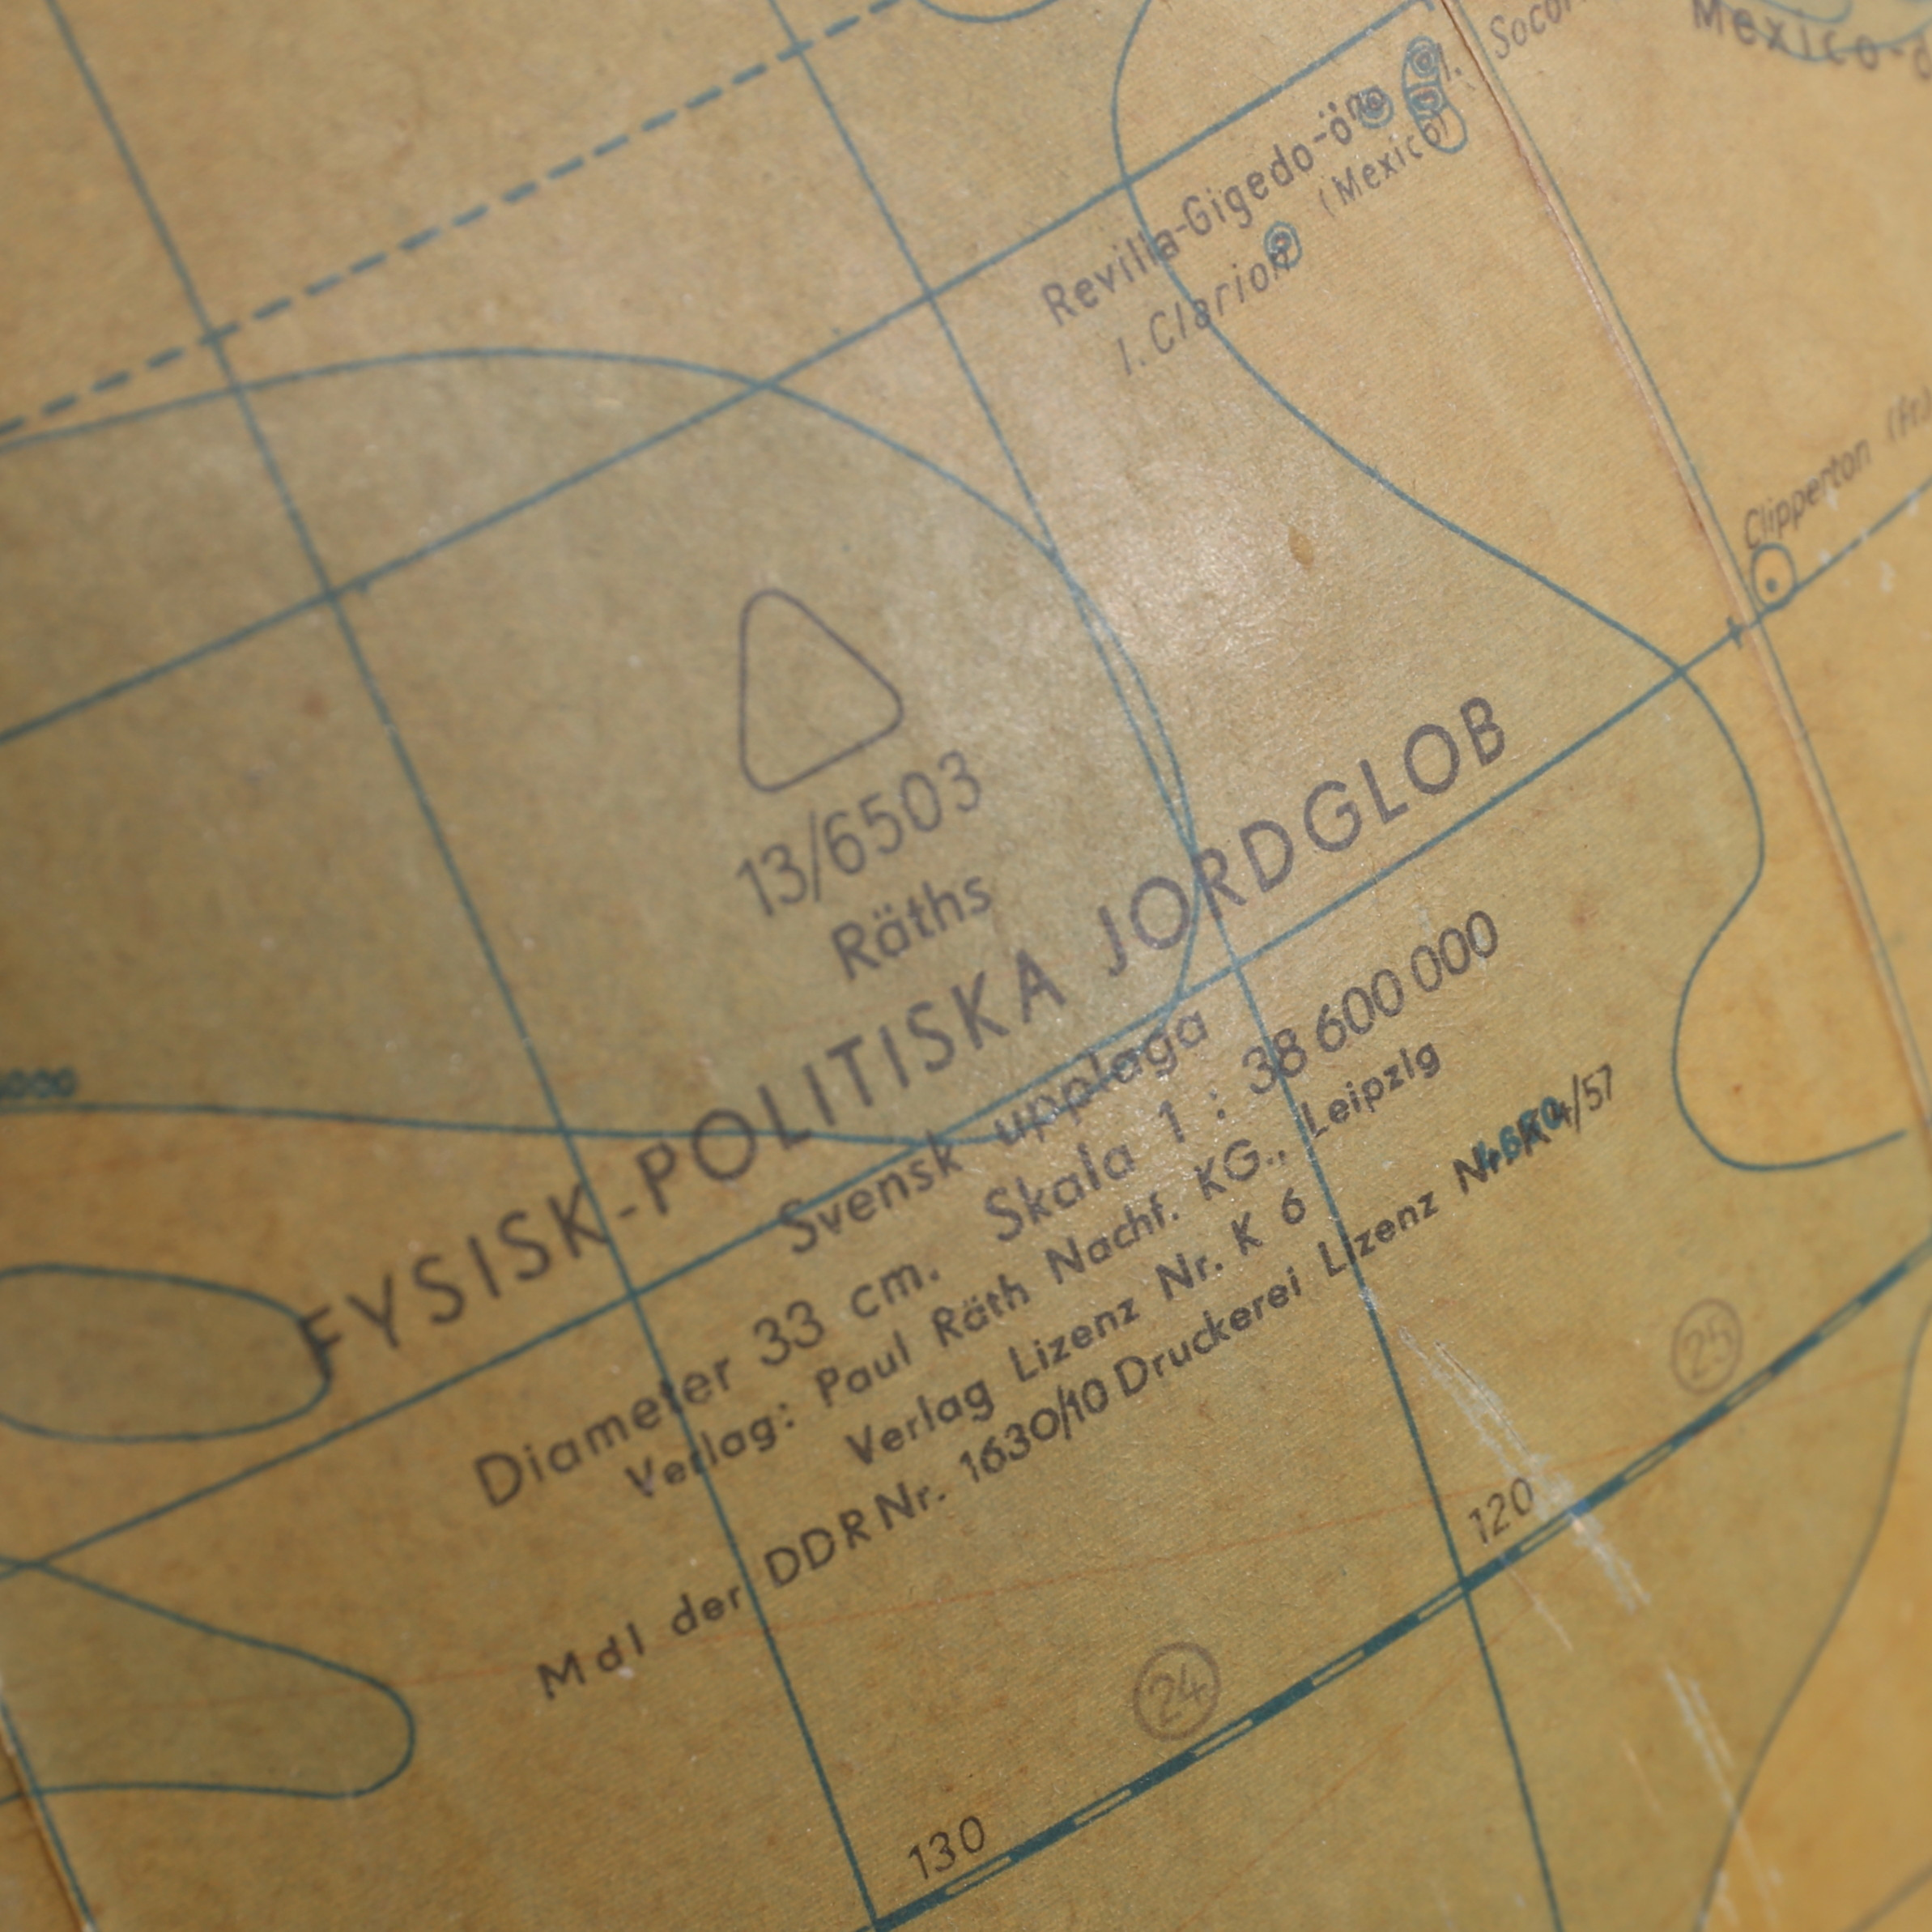 Mexico-
I. Socor
Revilla-Gigedo-öna
(Mexico)
I. Clarion
Clipperton
13/6503
Räths
FYSISK-POLITISKA JORDGLOB
Svensk upplaga
Diameter 33 cm. Skala 1 : 38 600 000
Verlag: Paul Räth Nachf. KG., Leipzig
Verlag Lizenz Nr. K 6
MdI der DDR Nr. 1630/10 Druckerei Lizenz Nr. /57
25
24
120
130